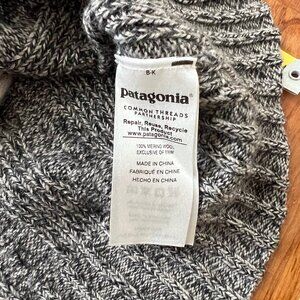 B-K
patagonia®
COMMON THREADS
PARTNERSHIP
Repair, Reuse, Recycle
This Product
www.patagonia.com
100% MERINO WOOL
EXCLUSIVE OF TRIM
MADE IN CHINA
FABRIQUÉ EN CHINE
HECHO EN CHINA